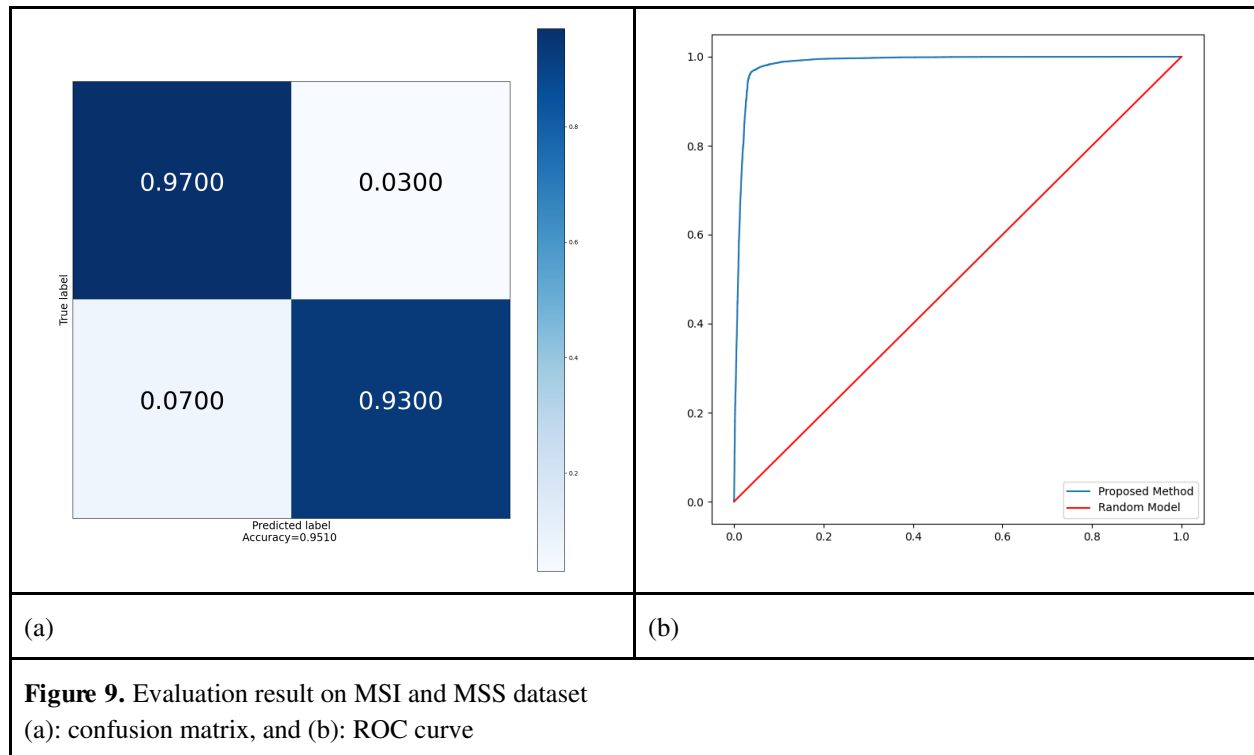 0.9700
0.0300
0.0700
0.9300
True label
Predicted label
Accuracy=0.9510
0.8
0.6
0.4
0.2
1.0
0.8
0.6
0.4
0.2
0.0
0.0
0.2
0.4
0.6
0.8
1.0
Proposed Method
Random Model
(a)
(b)
Figure 9. Evaluation result on MSI and MSS dataset
(a): confusion matrix, and (b): ROC curve